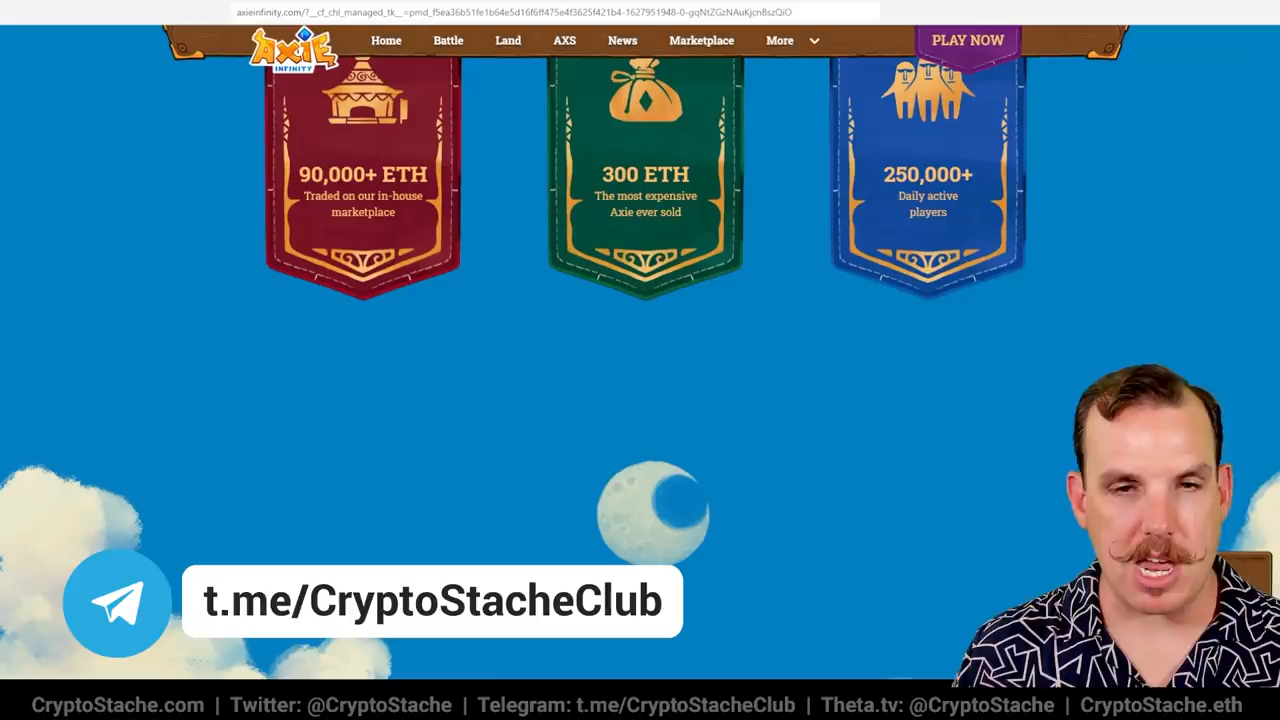 axieinfinity.com/?__cf_chl_managed_tk__=pmd_f5ea36b51fe1b64e5d16f6ff475e4f3625f421b4-1627951948-0-gqNtZGzNAuKjcnBszQiO
AXIE
INFINITY
Home Battle Land AXS News Marketplace More PLAY NOW
90,000+ ETH
Traded on our in-house
marketplace
300 ETH
The most expensive
Axie ever sold
250,000+
Daily active
players
t.me/CryptoStacheClub
CryptoStache.com | Twitter: @CryptoStache | Telegram: t.me/CryptoStacheClub | Theta.tv: @CryptoStache | CryptoStache.eth